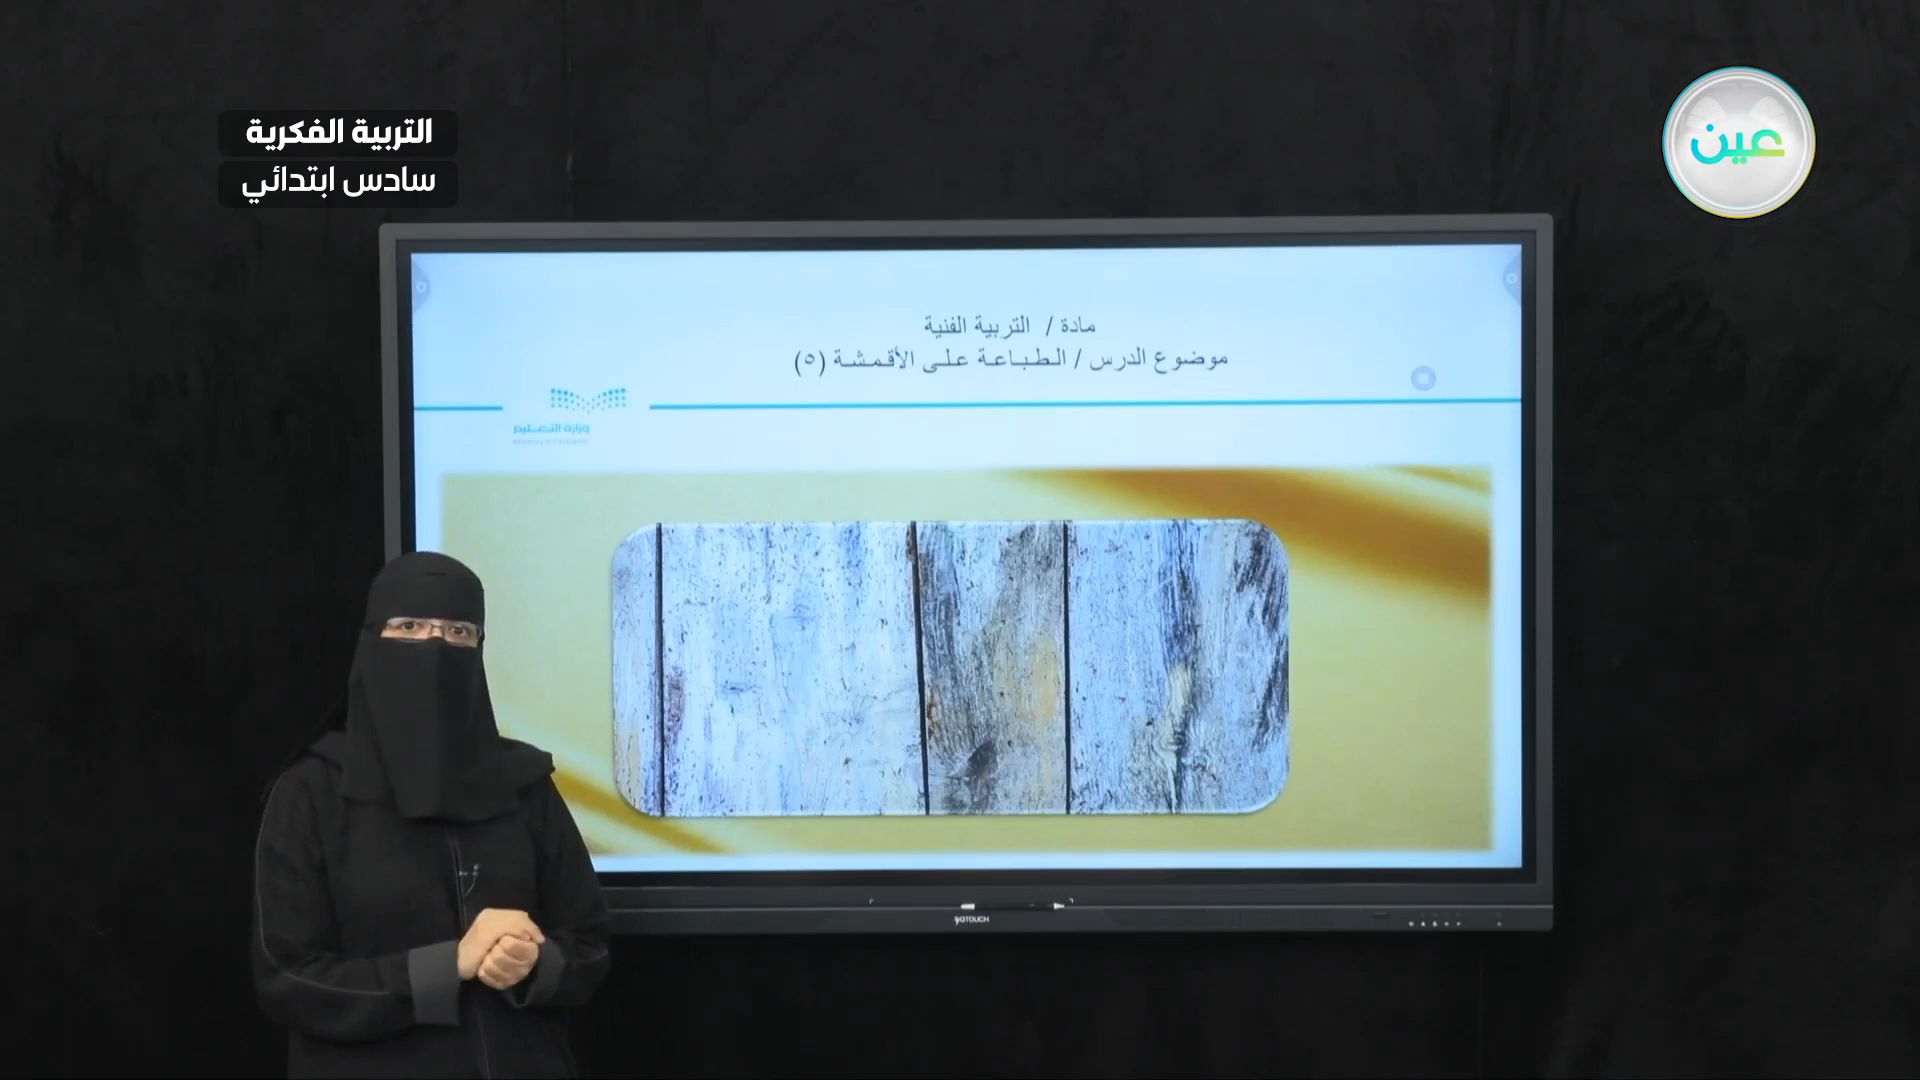 التربية الفكرية
سادس ابتدائي
عين
مادة / التربية الفنية
موضوع الدرس / الطباعة على الأقمشة (٥)
وزارة التعليم